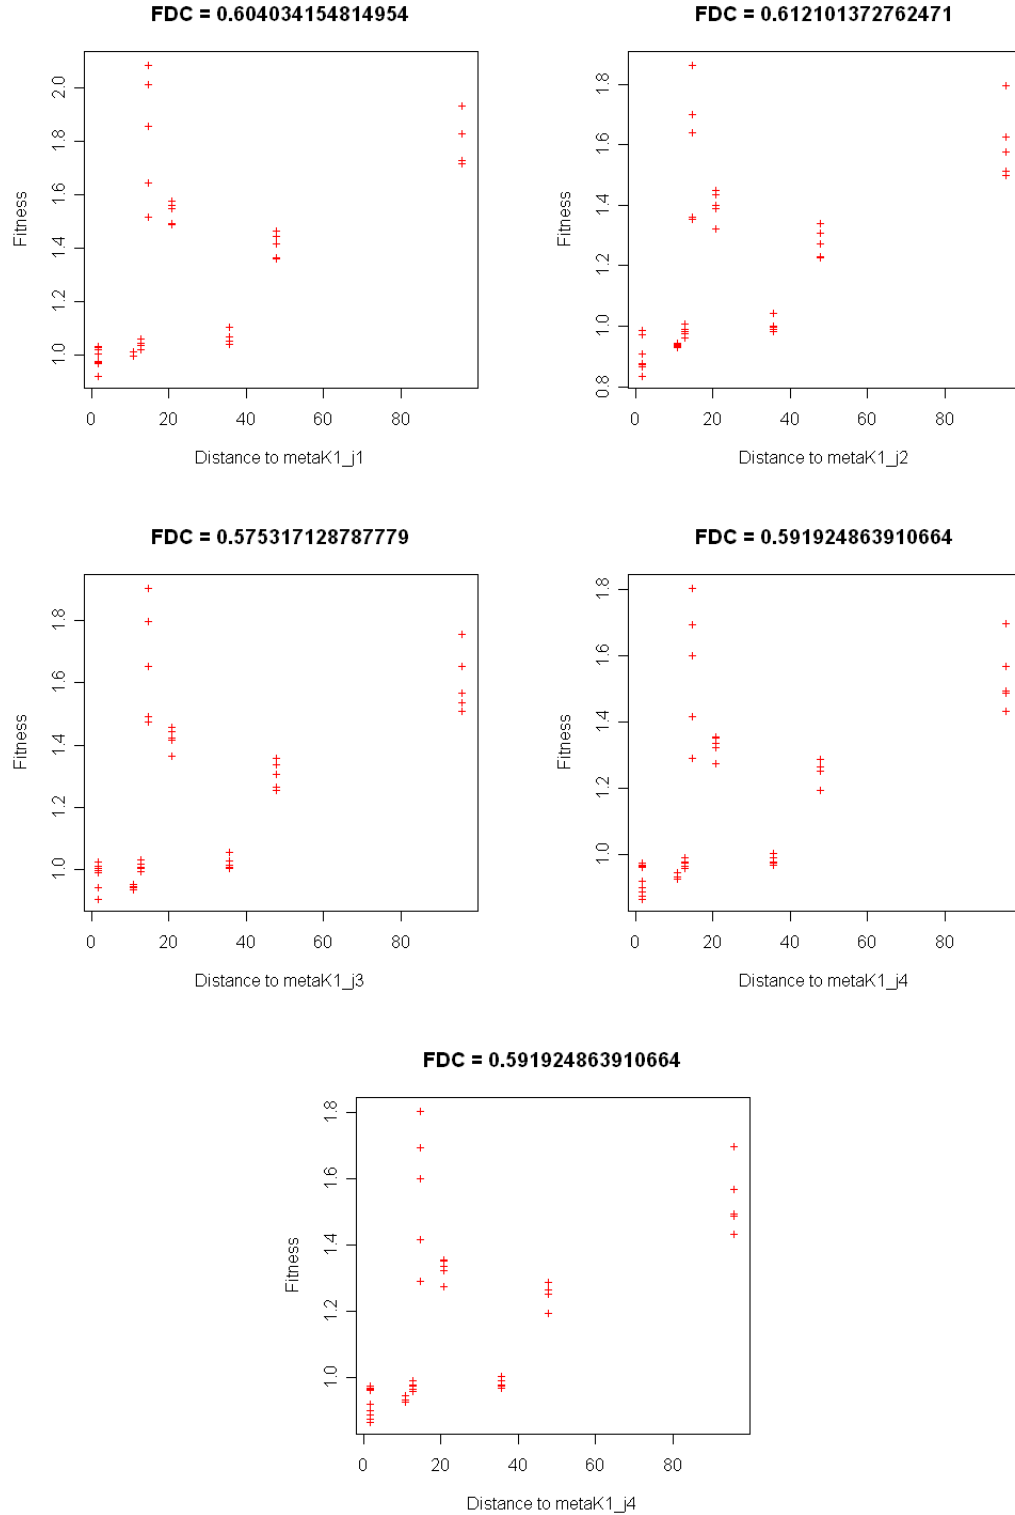 FDC = 0.604034154814954
2.0
1.8
1.6
1.4
1.2
1.0
Fitness
0 20 40 60 80
Distance to metaK1_j1
FDC = 0.612101372762471
1.8
1.6
1.4
1.2
1.0
0.8
Fitness
0 20 40 60 80
Distance to metaK1_j2
FDC = 0.575317128787779
1.8
1.6
1.4
1.2
1.0
Fitness
0 20 40 60 80
Distance to metaK1_j3
FDC = 0.591924863910664
1.8
1.6
1.4
1.2
1.0
Fitness
0 20 40 60 80
Distance to metaK1_j4
FDC = 0.591924863910664
1.8
1.6
1.4
1.2
1.0
Fitness
0 20 40 60 80
Distance to metaK1_j4